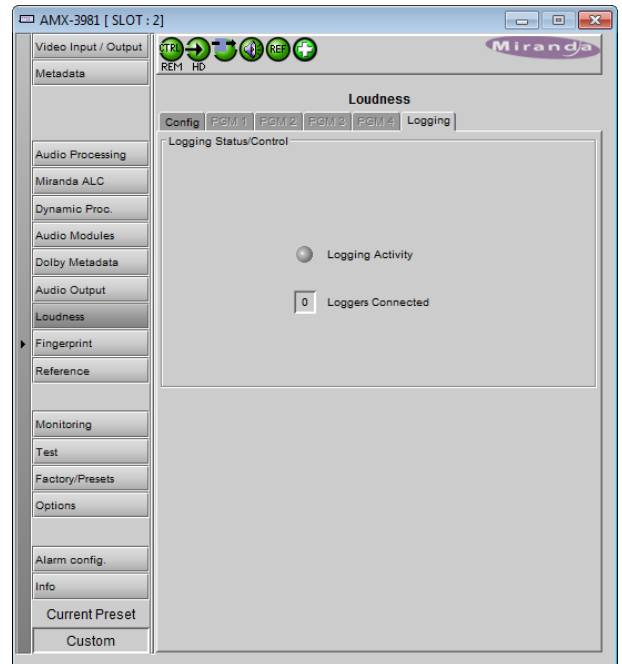 AMX-3981 [ SLOT : 2]
Video Input / Output
Metadata
Audio Processing
Miranda ALC
Dynamic Proc.
Audio Modules
Dolby Metadata
Audio Output
Loudness
Fingerprint
Reference
Monitoring
Test
Factory/Presets
Options
Alarm config.
Info
Current Preset
Custom
CTRL
REF
REM HD
Miranda
Loudness
Config PGM 1 PGM 2 PGM 3 PGM 4 Logging
Logging Status/Control
Logging Activity
0 Loggers Connected